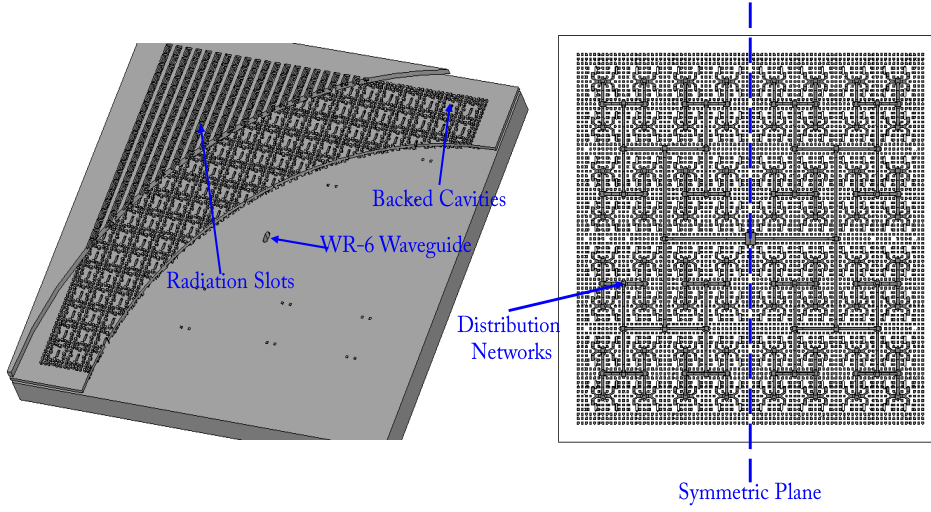 Backed Cavities
WR-6 Waveguide
Radiation Slots
Distribution
Networks
Symmetric Plane